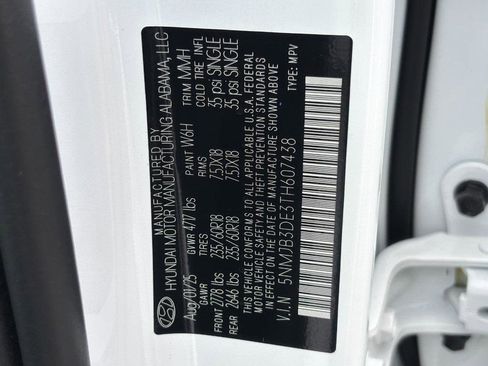 MANUFACTURED BY
HYUNDAI MOTOR MANUFACTURING ALABAMA, LLC
Aug/01/25 GVWR 4717 lbs PAINT W6H TRIM MMH
GAWR TIRES RIMS COLD TIRE INFL
FRONT 2778 lbs 235/60R18 7.5JX18 35 psi SINGLE
REAR 2646 lbs 235/60R18 7.5JX18 35 psi SINGLE
THIS VEHICLE CONFORMS TO ALL APPLICABLE U.S.A. FEDERAL
MOTOR VEHICLE SAFETY AND THEFT PREVENTION STANDARDS
IN EFFECT ON THE DATE OF MANUFACTURE SHOWN ABOVE
V.I.N 5NMJB3DE3TH607438 TYPE: MPV